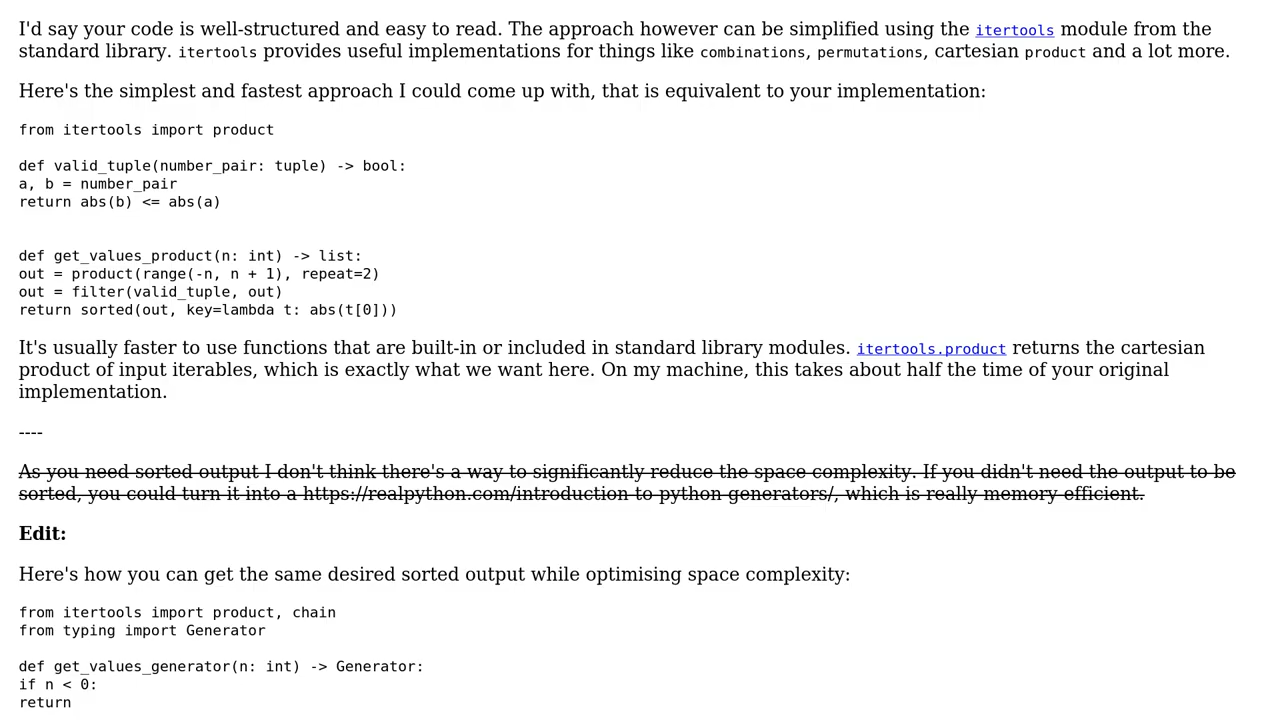 I'd say your code is well-structured and easy to read. The approach however can be simplified using the itertools module from the
standard library. itertools provides useful implementations for things like combinations, permutations, cartesian product and a lot more.
Here's the simplest and fastest approach I could come up with, that is equivalent to your implementation:
from itertools import product
def valid_tuple(number_pair: tuple) -> bool:
a, b = number_pair
return abs(b) <= abs(a)
def get_values_product(n: int) -> list:
out = product(range(-n, n + 1), repeat=2)
out = filter(valid_tuple, out)
return sorted(out, key=lambda t: abs(t[0]))
It's usually faster to use functions that are built-in or included in standard library modules. itertools.product returns the cartesian
product of input iterables, which is exactly what we want here. On my machine, this takes about half the time of your original
implementation.
----
As you need sorted output I don't think there's a way to significantly reduce the space complexity. If you didn't need the output to be
sorted, you could turn it into a https://realpython.com/introduction-to-python-generators/, which is really memory efficient.
Edit:
Here's how you can get the same desired sorted output while optimising space complexity:
from itertools import product, chain
from typing import Generator
def get_values_generator(n: int) -> Generator:
if n < 0:
return